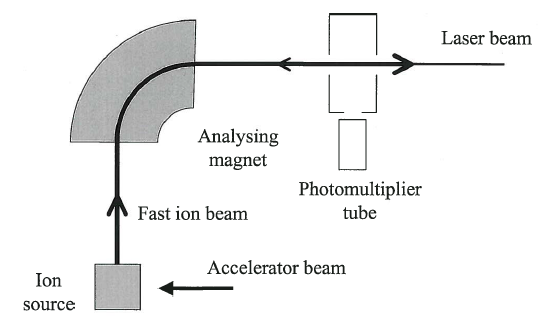 Laser beam
Analysing
magnet
Photomultiplier
tube
Fast ion beam
Accelerator beam
Ion
source